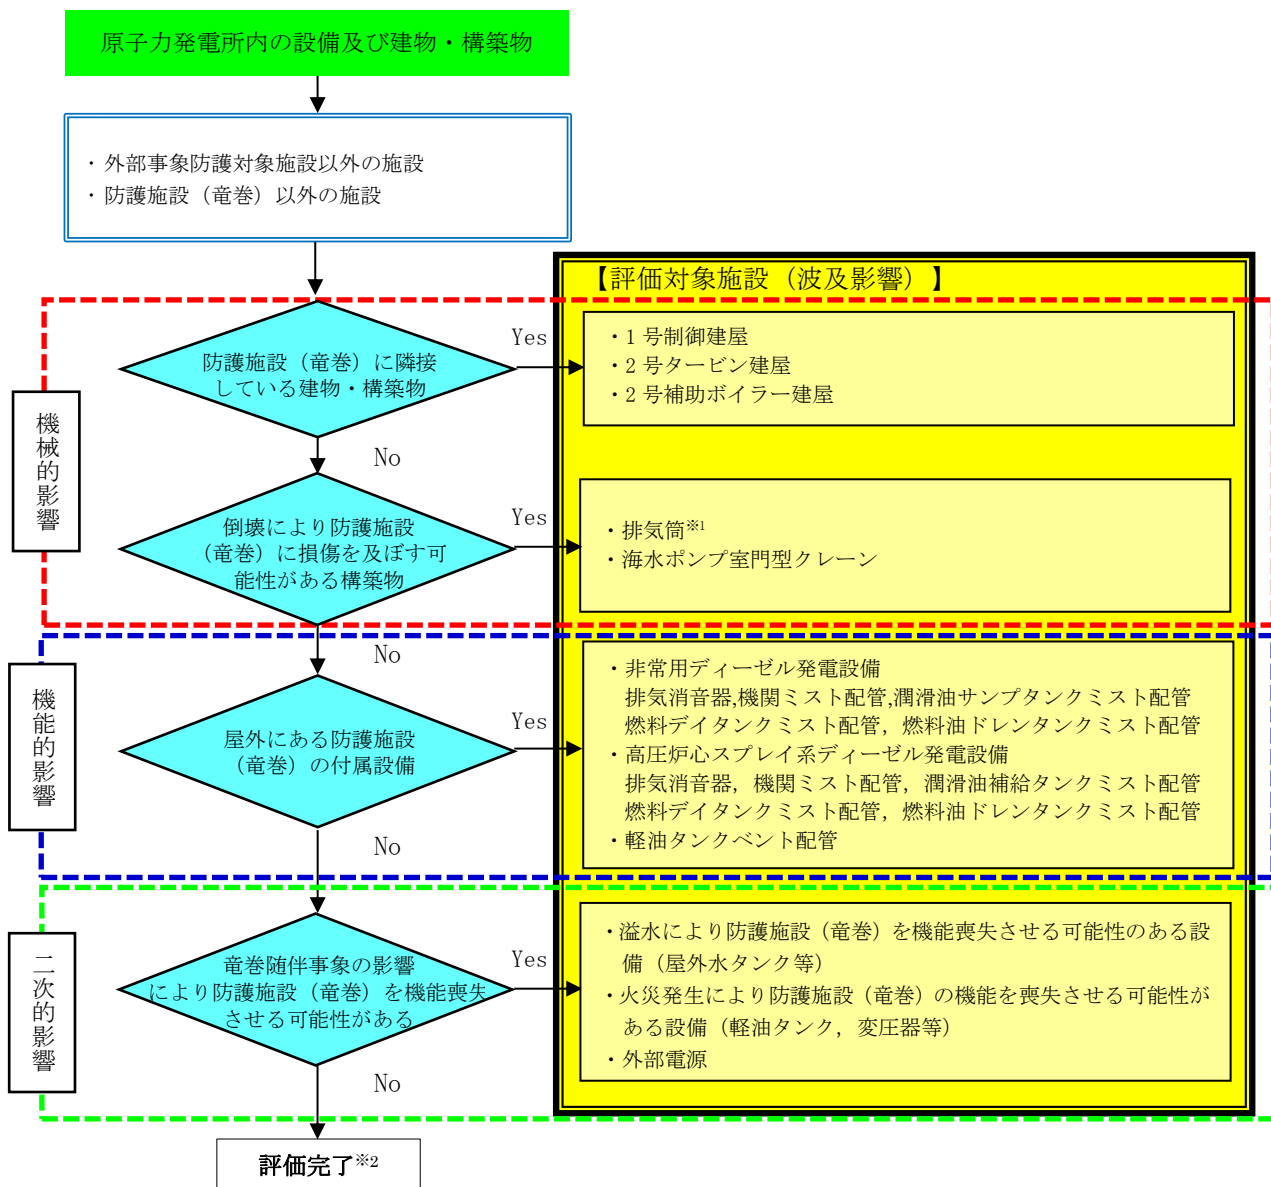 原子力発電所内の設備及び建物・構築物
・外部事象防護対象施設以外の施設
・防護施設（竜巻）以外の施設
【評価対象施設（波及影響）】
機械的影響
防護施設（竜巻）に隣接
している建物・構築物
Yes
・1 号制御建屋
・2 号タービン建屋
・2 号補助ボイラー建屋
No
倒壊により防護施設
（竜巻）に損傷を及ぼす可
能性がある構築物
Yes
・排気筒※1
・海水ポンプ室門型クレーン
No
機能的影響
屋外にある防護施設
（竜巻）の付属設備
Yes
・非常用ディーゼル発電設備
排気消音器,機関ミスト配管,潤滑油サンプタンクミスト配管
燃料デイタンクミスト配管，燃料油ドレンタンクミスト配管
・高圧炉心スプレイ系ディーゼル発電設備
排気消音器，機関ミスト配管，潤滑油補給タンクミスト配管
燃料デイタンクミスト配管，燃料油ドレンタンクミスト配管
・軽油タンクベント配管
No
二次的影響
竜巻随伴事象の影響
により防護施設（竜巻）を機能喪失
させる可能性がある
Yes
・溢水により防護施設（竜巻）を機能喪失させる可能性のある設
備（屋外水タンク等）
・火災発生により防護施設（竜巻）の機能を喪失させる可能性が
ある設備（軽油タンク，変圧器等）
・外部電源
No
評価完了※2